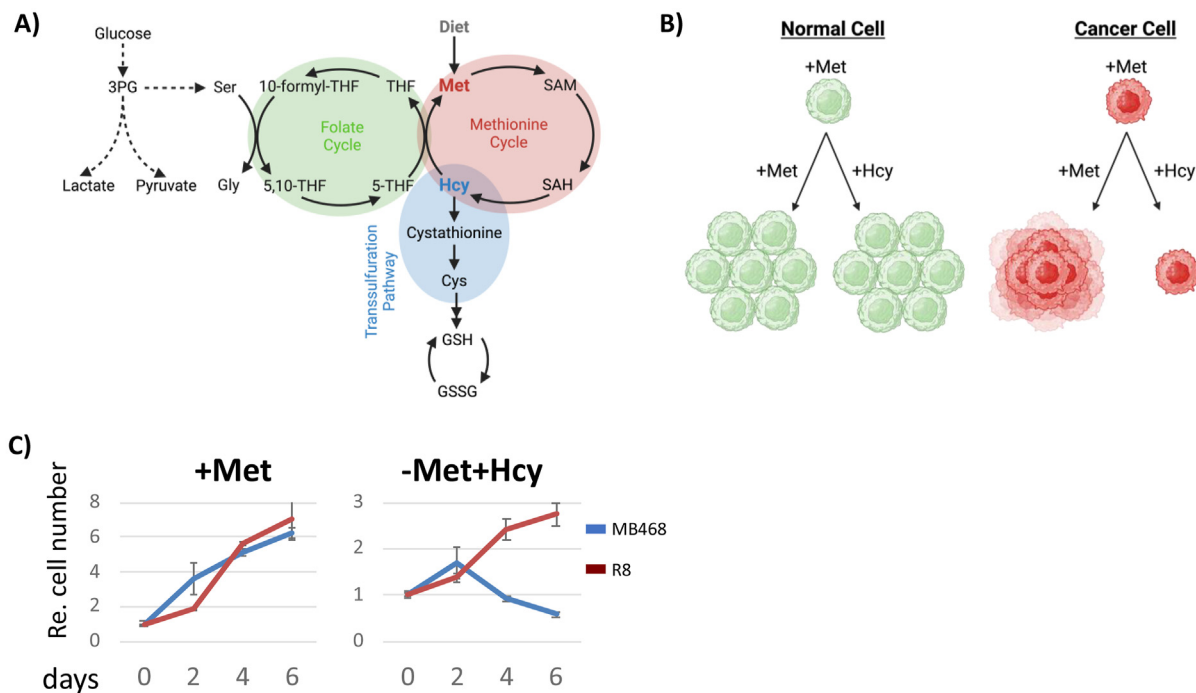 A)
Glucose
3PG
Ser
Lactate
Pyruvate
Gly
10-formyl-THF
THF
Folate
Cycle
5,10-THF
5-THF
Diet
Met
SAM
Methionine
Cycle
Hcy
SAH
Cystathionine
Cys
Transsulfuration
Pathway
GSH
GSSG
B)
Normal Cell
+Met
+Met
+Hcy
Cancer Cell
+Met
+Met
+Hcy
C)
+Met
Re. cell number
8
6
4
2
0
-Met+Hcy
3
2
1
0
MB468
R8
days
0 2 4 6
0 2 4 6